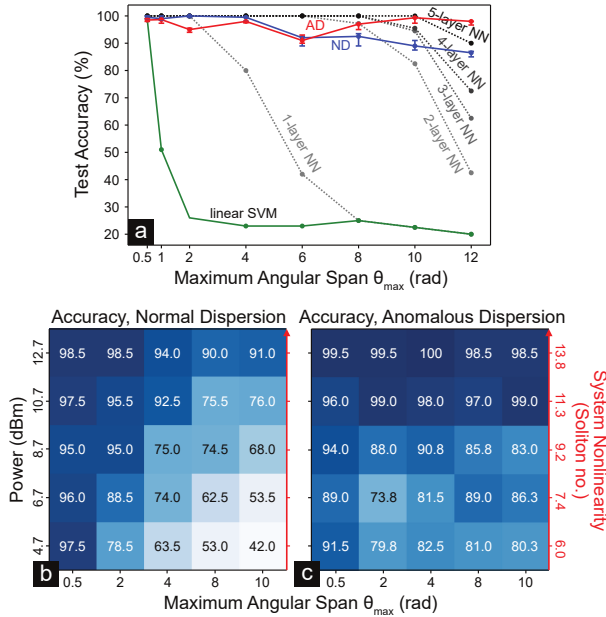 100
90
80
70
60
50
40
30
20
Test Accuracy (%)
AD
ND
5-layer NN
4-layer NN
3-layer NN
2-layer NN
1-layer NN
linear SVM
a
0.5 1 2 4 6 8 10 12
Maximum Angular Span θmax (rad)
Accuracy, Normal Dispersion
Accuracy, Anomalous Dispersion
12.7 98.5 98.5 94.0 90.0 91.0
10.7 97.5 95.5 92.5 75.5 76.0
8.7 95.0 95.0 75.0 74.5 68.0
6.7 96.0 88.5 74.0 62.5 53.5
4.7 97.5 78.5 63.5 53.0 42.0
Power (dBm)
b
0.5 2 4 8 10
99.5 99.5 100 98.5 98.5 13.8
96.0 99.0 98.0 97.0 99.0 11.3
94.0 88.0 90.8 85.8 83.0 9.2
89.0 73.8 81.5 89.0 86.3 7.4
91.5 79.8 82.5 81.0 80.3 6.0
System Nonlinearity
(Soliton no.)
c
0.5 2 4 8 10
Maximum Angular Span θmax (rad)